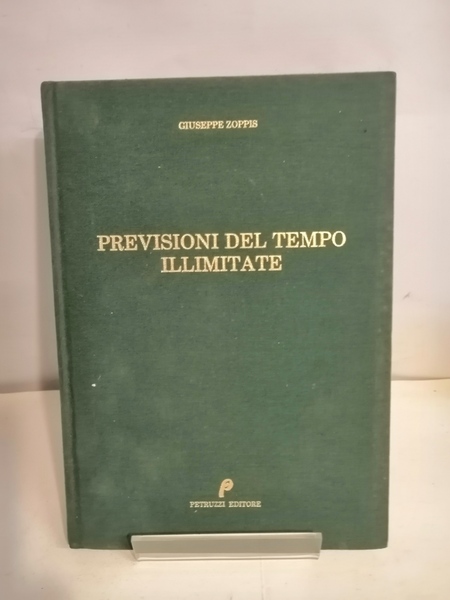 GIUSEPPE ZOPPIS
PREVISIONI DEL TEMPO
ILLIMITATE
PETRUZZI EDITORE